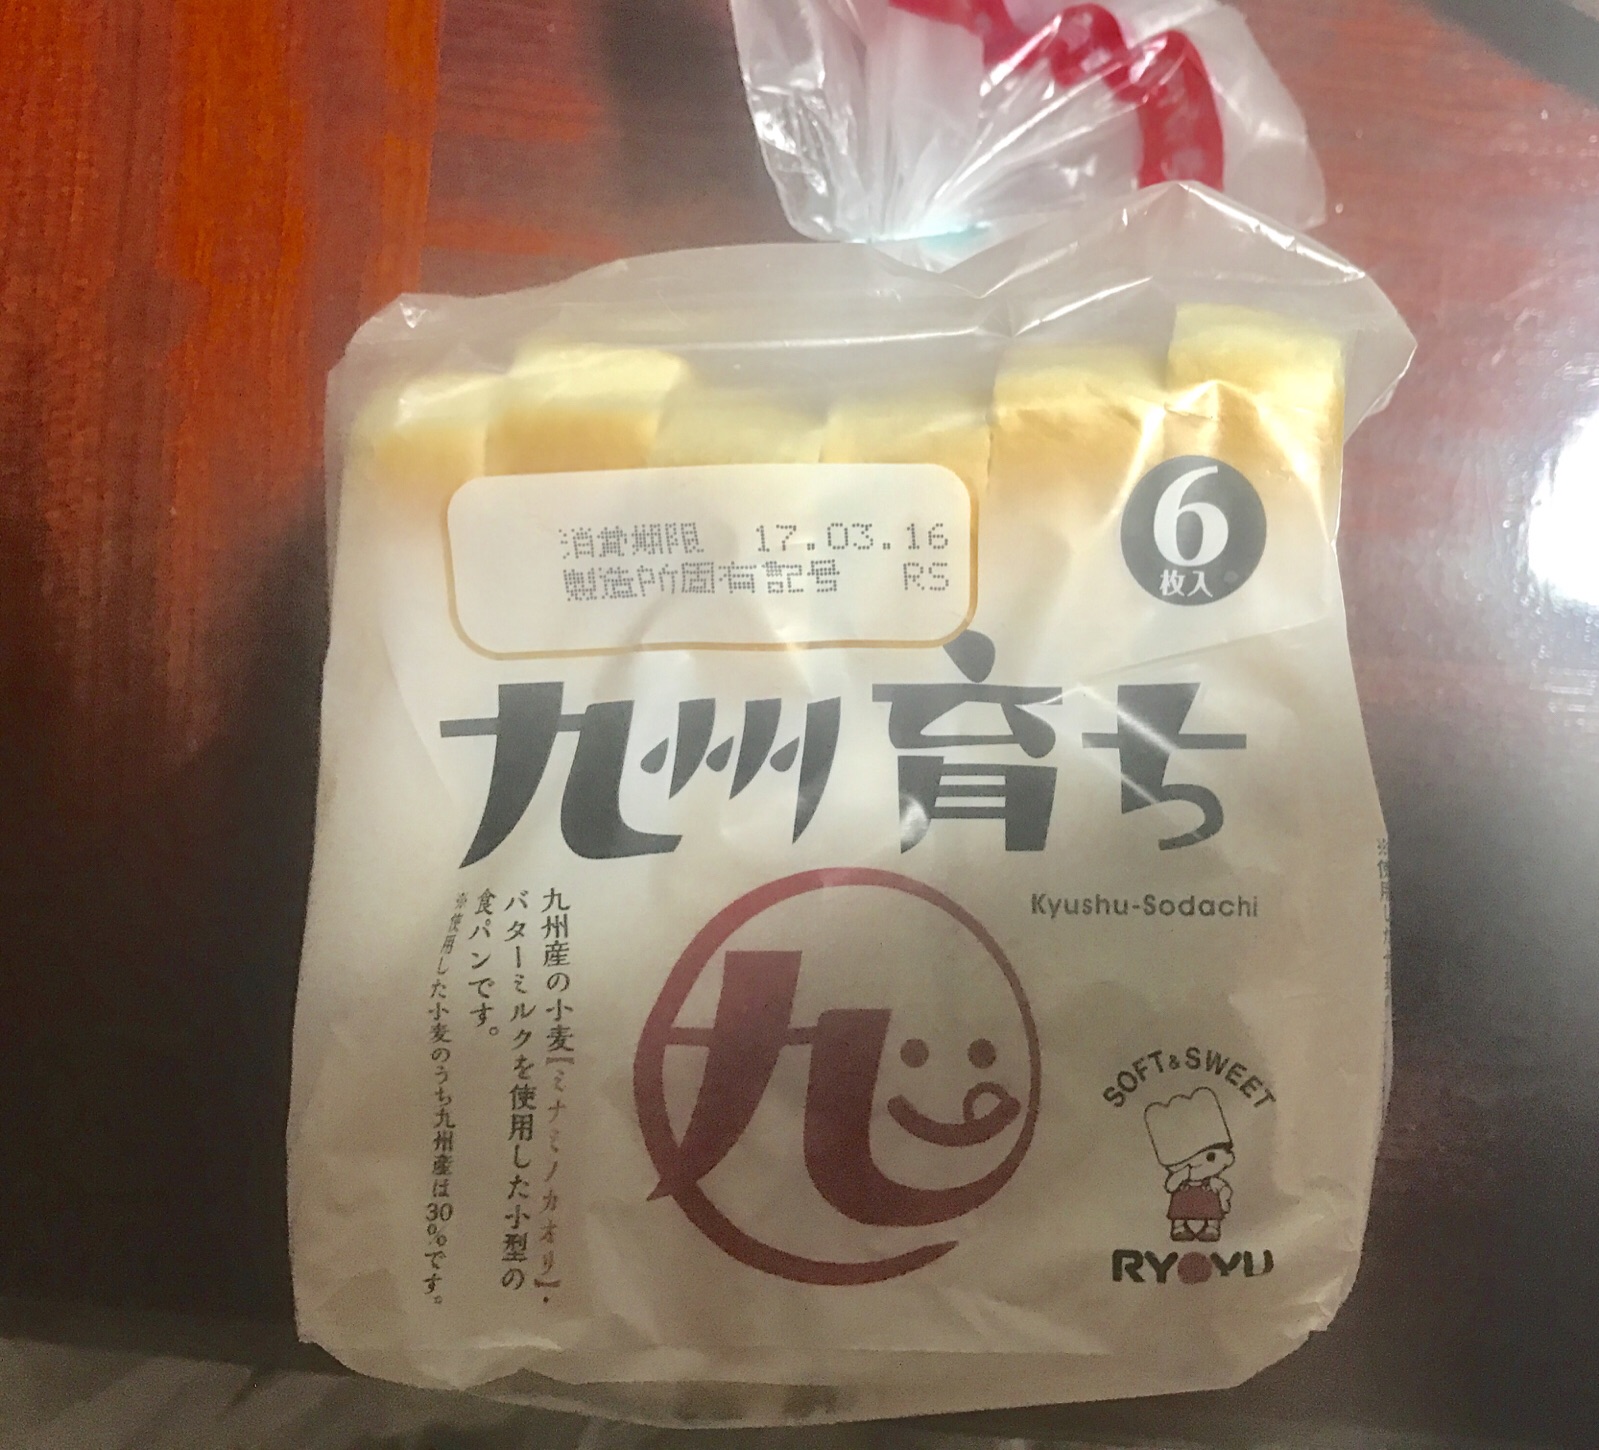 消費期限 17.03.16
製造所固有記号 RS
6
枚入
九州育ち
Kyushu-Sodachi
九
九州産の小麦【ミナミノカオリ】・
バターミルクを使用した小型の
食パンです。
※使用した小麦のうち九州産は30%です。
SOFT&SWEET
RYOYU